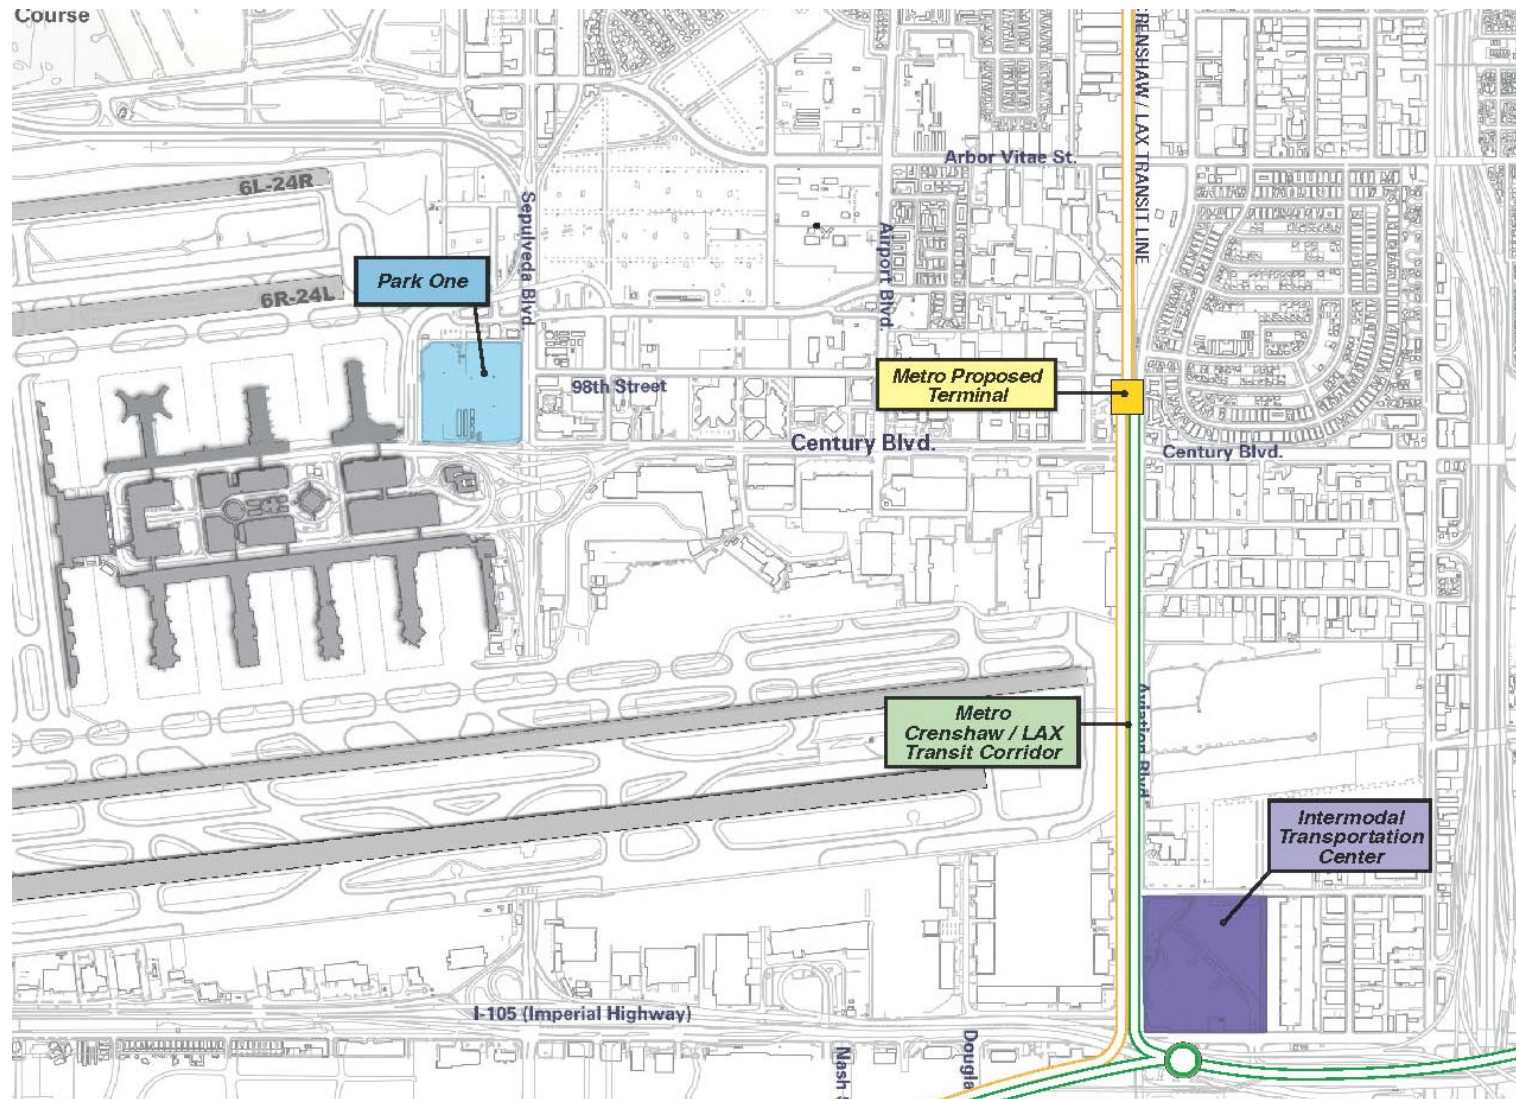 Course
CRENSHAW / LAX TRANSIT LINE
Arbor Vitae St.
6L-24R
Sepulveda Blvd.
Airport Blvd.
Park One
6R-24L
Metro Proposed
Terminal
98th Street
Century Blvd.
Century Blvd.
Aviation Blvd.
Metro
Crenshaw / LAX
Transit Corridor
Intermodal
Transportation
Center
I-105 (Imperial Highway)
Nash
Dougla